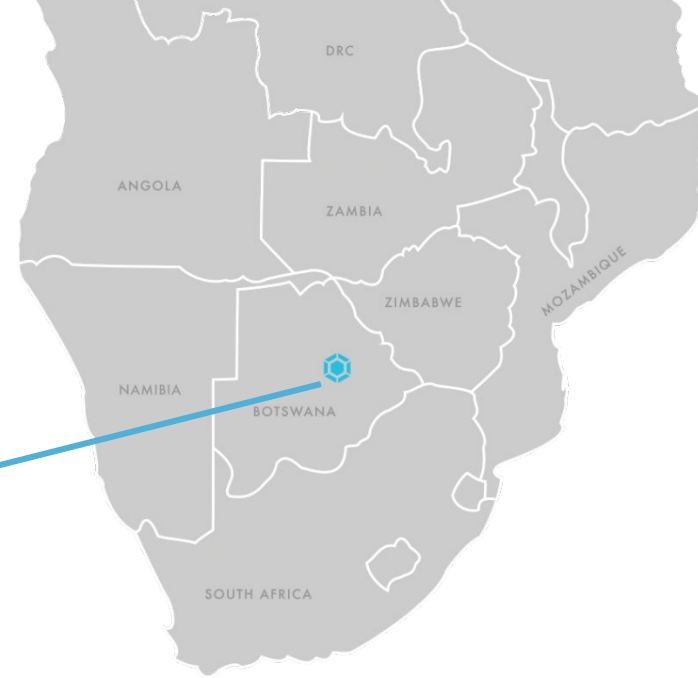 DRC
ANGOLA
ZAMBIA
MOZAMBIQUE
ZIMBABWE
NAMIBIA
BOTSWANA
SOUTH AFRICA